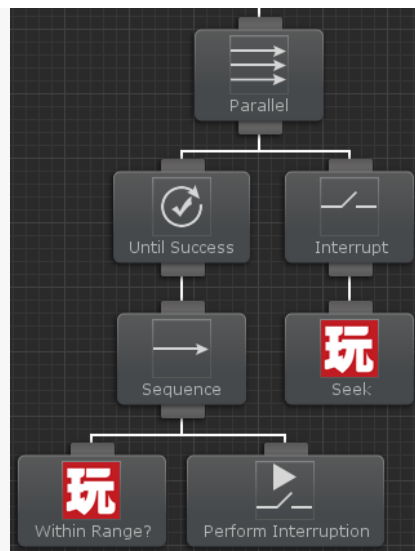 Parallel
Until Success
Interrupt
Sequence
玩
Seek
玩
Within Range?
Perform Interruption